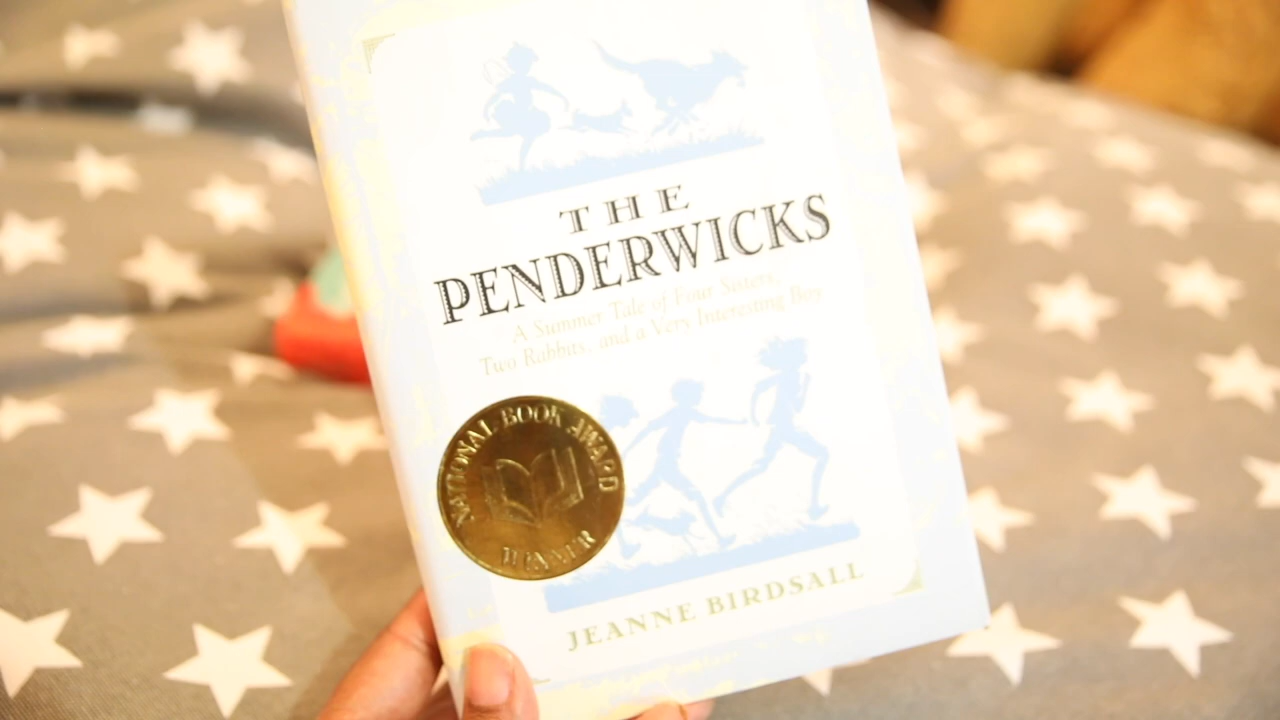 THE
PENDERWICKS
A Summer Tale of Four Sisters,
Two Rabbits, and a Very Interesting Boy
NATIONAL BOOK AWARD
WINNER
JEANNE BIRDSALL